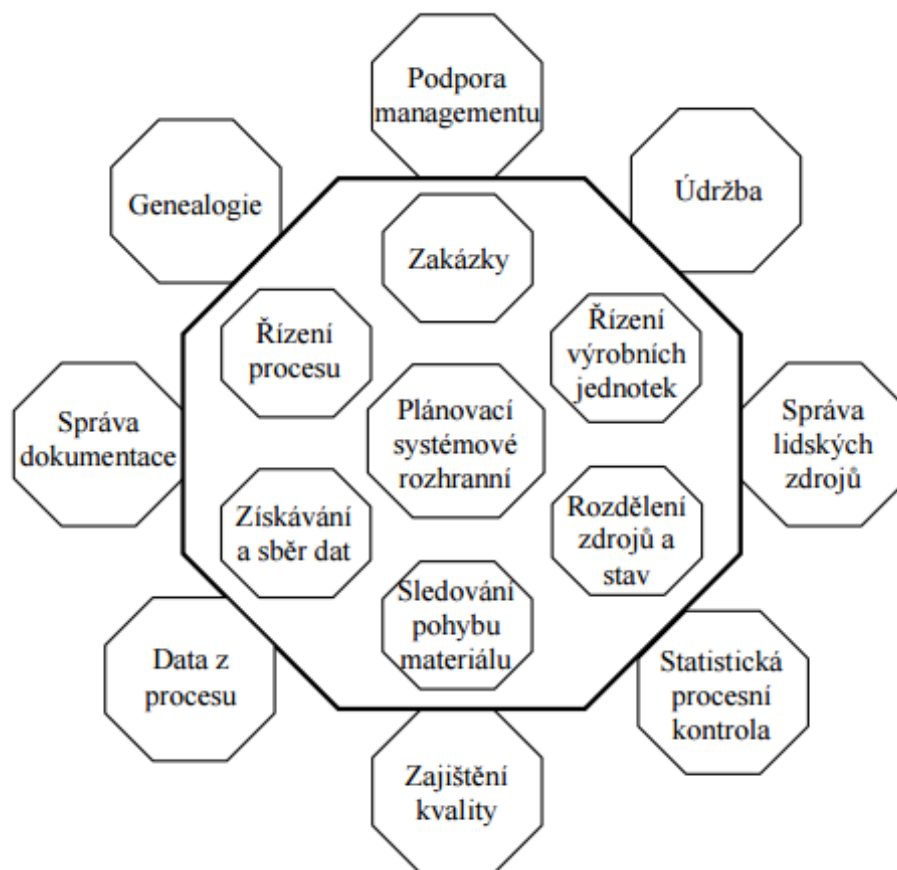 Podpora
managementu
Genealogie
Údržba
Zakázky
Řízení
procesu
Řízení
výrobních
jednotek
Správa
dokumentace
Plánovací
systémové
rozhranní
Správa
lidských
zdrojů
Získávání
a sběr dat
Rozdělení
zdrojů a
stav
Sledování
pohybu
materiálu
Data z
procesu
Statistická
procesní
kontrola
Zajištění
kvality